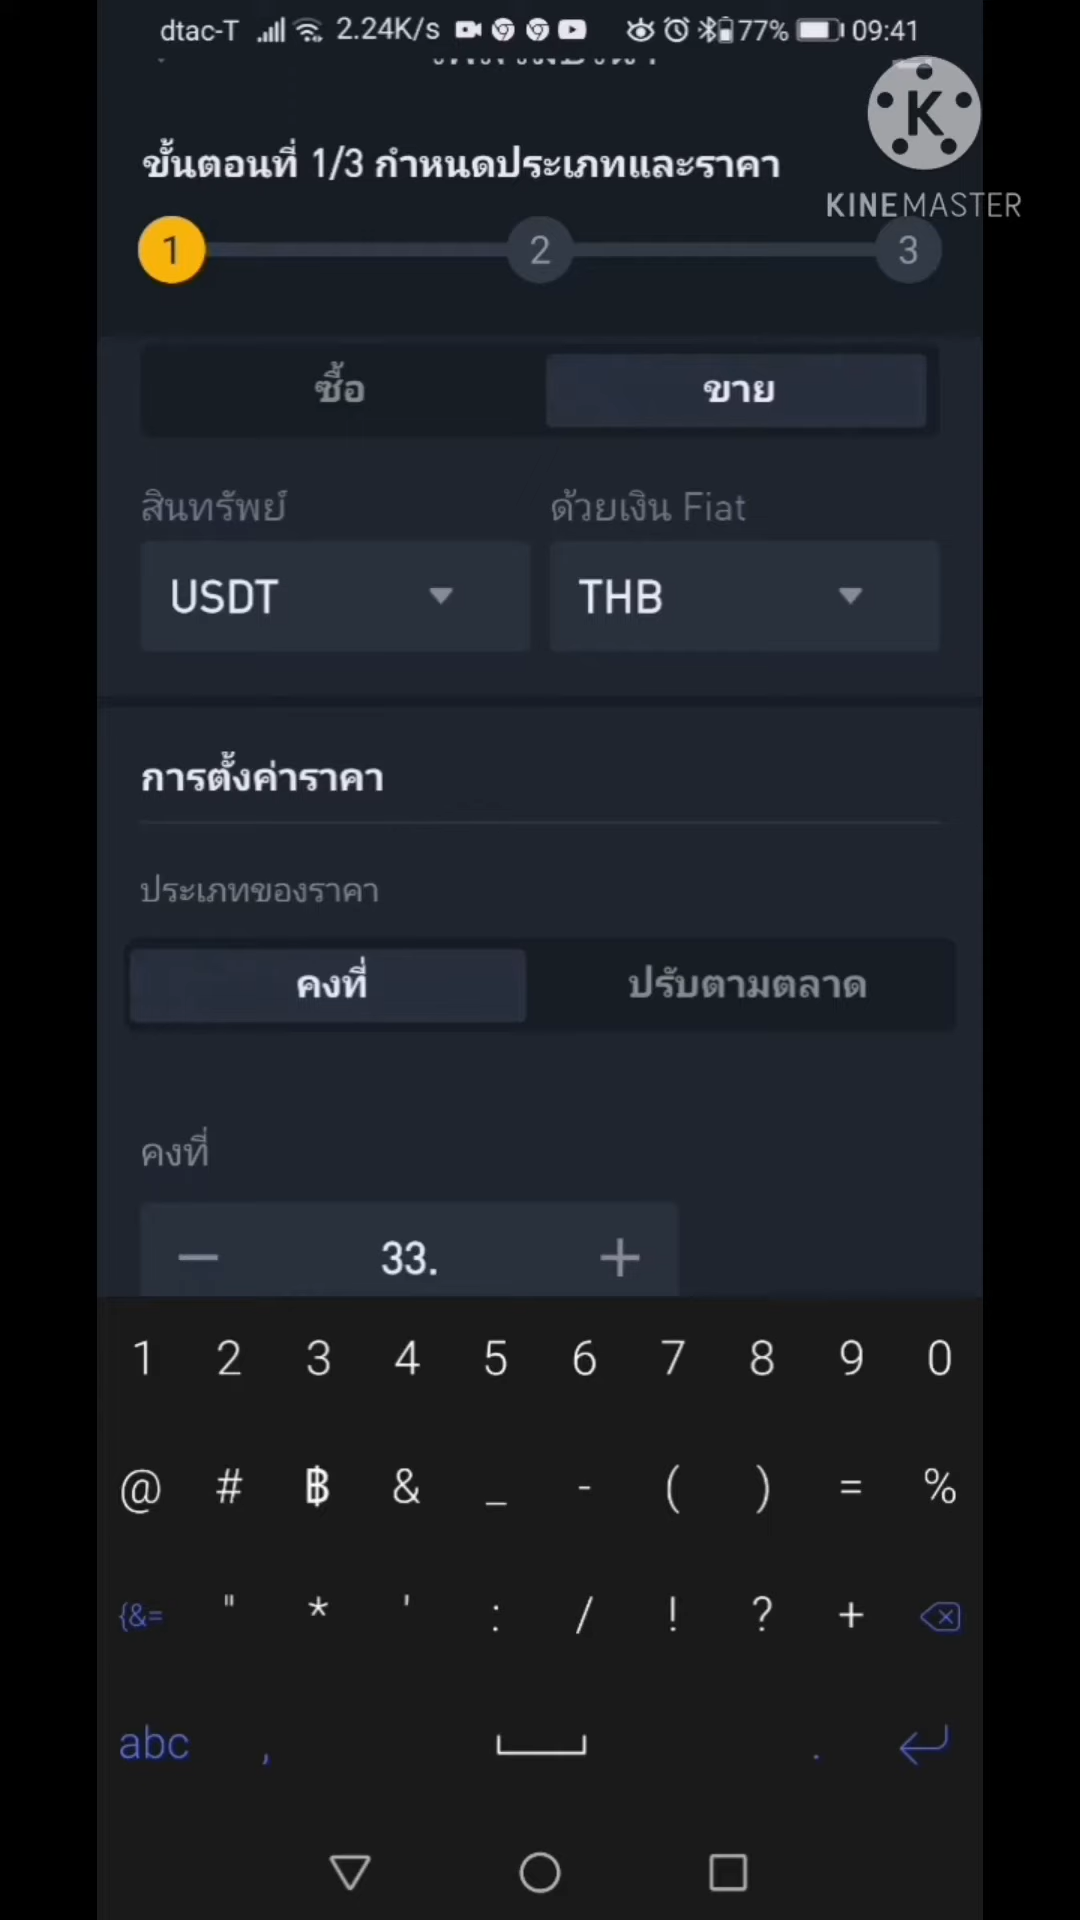 dtac-T 2.24K/s 77% 09:41
K
KINEMASTER
ขั้นตอนที่ 1/3 กำหนดประเภทและราคา
1 2 3
ซื้อ ขาย
สินทรัพย์ ด้วยเงิน Fiat
USDT THB
การตั้งค่าราคา
ประเภทของราคา
คงที่ ปรับตามตลาด
คงที่
— 33. +
1 2 3 4 5 6 7 8 9 0
@ # ฿ & _ - ( ) = %
{&= " * ' : / ! ? +
abc , .